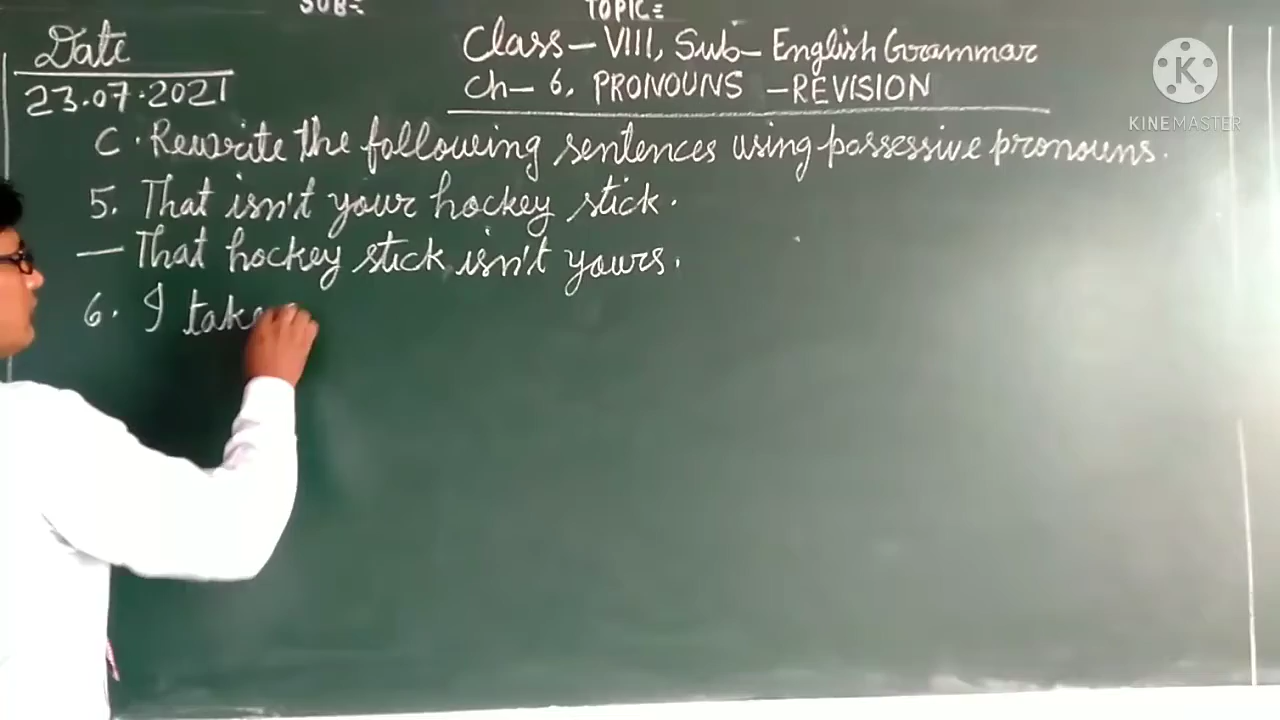 SUB:
TOPIC:
Date
Class – VIII, Sub – English Grammar
23.07.2021
Ch – 6. PRONOUNS – REVISION
C. Rewrite the following sentences using possessive pronouns.
5. That isn't your hockey stick.
— That hockey stick isn't yours.
6. I take
K
KINEMASTER